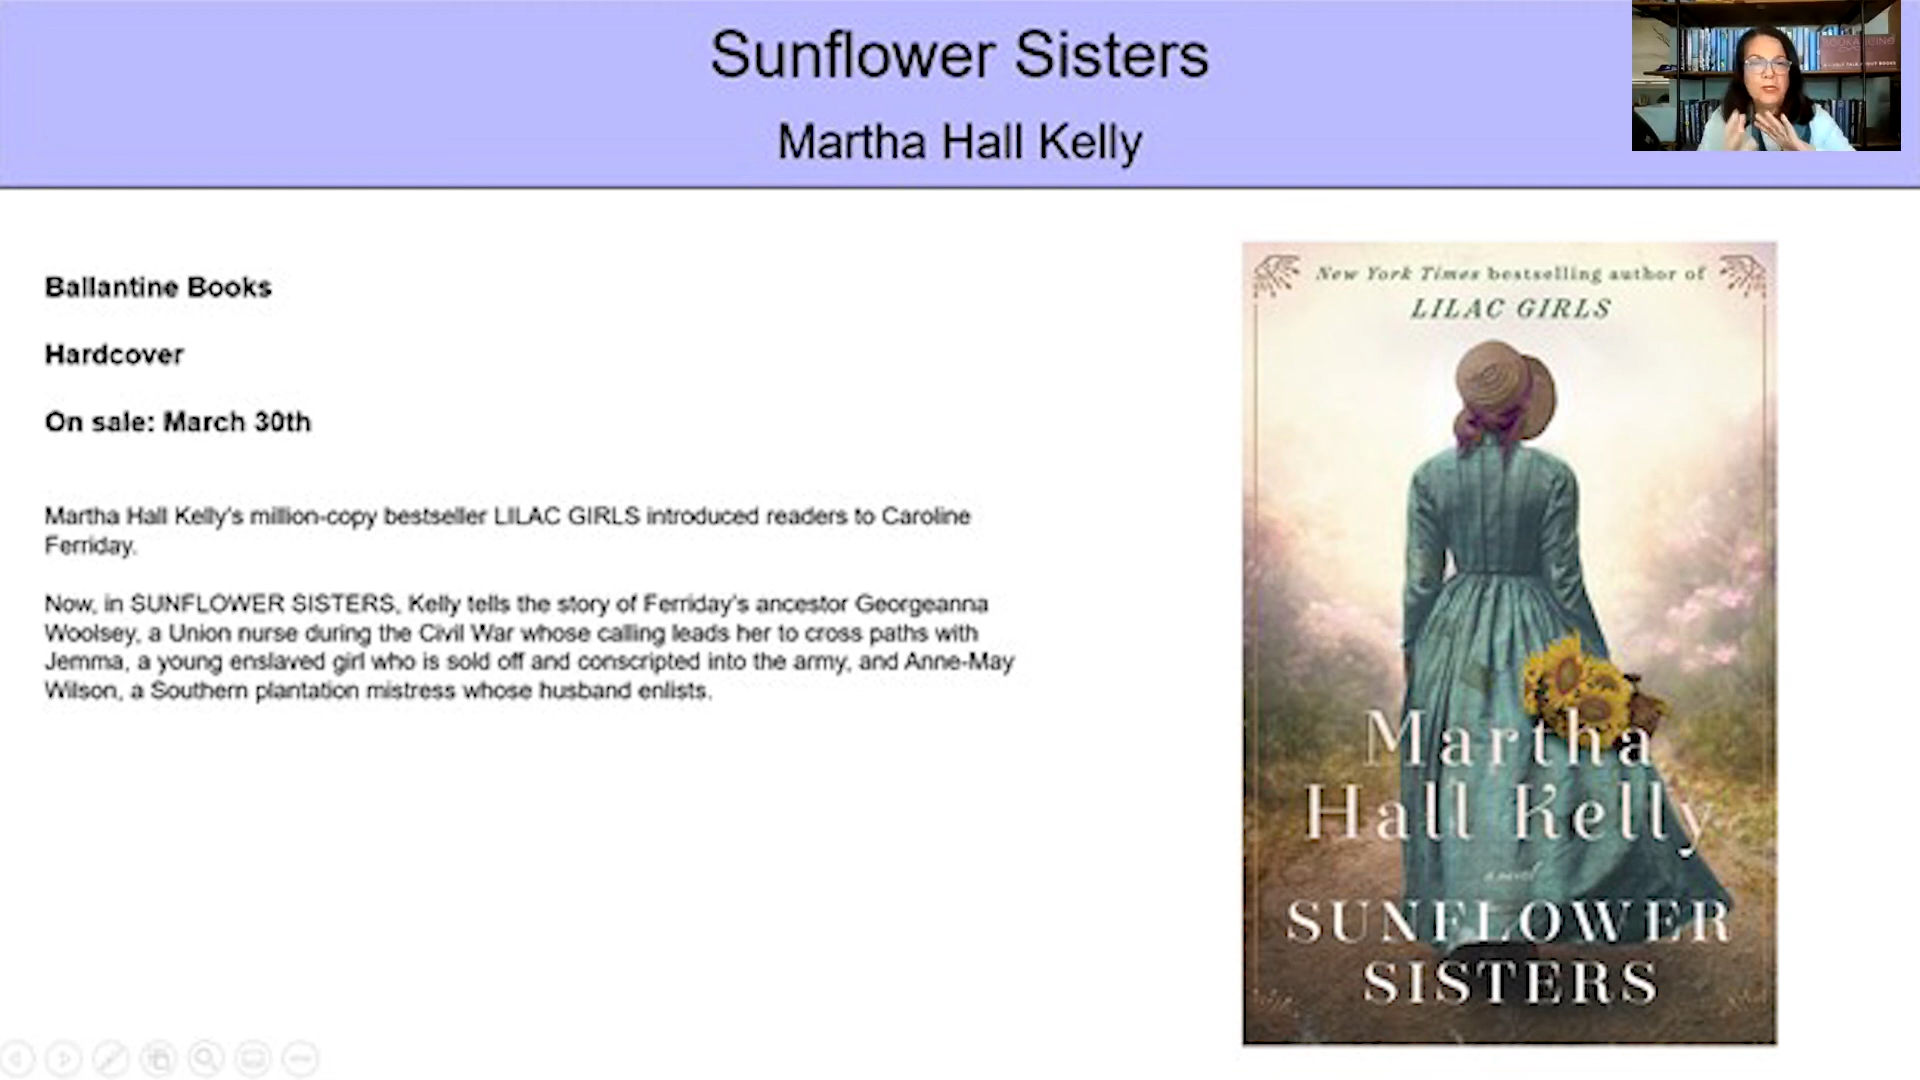 Sunflower Sisters
Martha Hall Kelly
Ballantine Books
Hardcover
On sale: March 30th
Martha Hall Kelly's million-copy bestseller LILAC GIRLS introduced readers to Caroline
Ferriday.
Now, in SUNFLOWER SISTERS, Kelly tells the story of Ferriday's ancestor Georgeanna
Woolsey, a Union nurse during the Civil War whose calling leads her to cross paths with
Jemma, a young enslaved girl who is sold off and conscripted into the army, and Anne-May
Wilson, a Southern plantation mistress whose husband enlists.
New York Times bestselling author of
LILAC GIRLS
Martha
Hall Kelly
a novel
SUNFLOWER
SISTERS